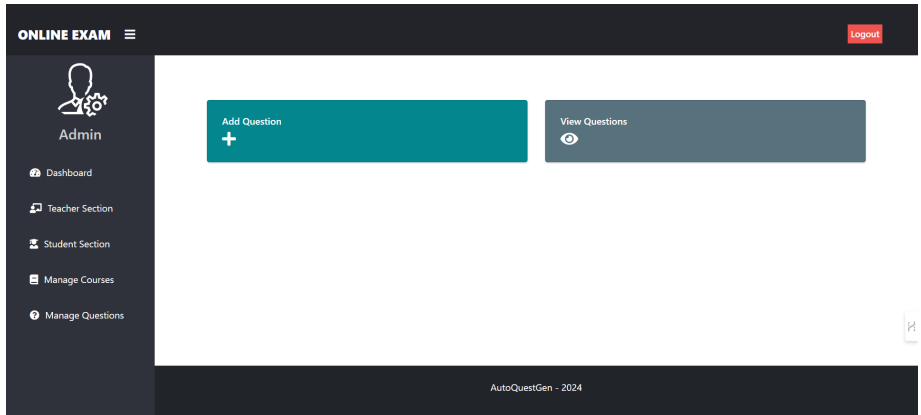 ONLINE EXAM
Logout
Admin
Dashboard
Teacher Section
Student Section
Manage Courses
Manage Questions
Add Question
View Questions
AutoQuestGen - 2024